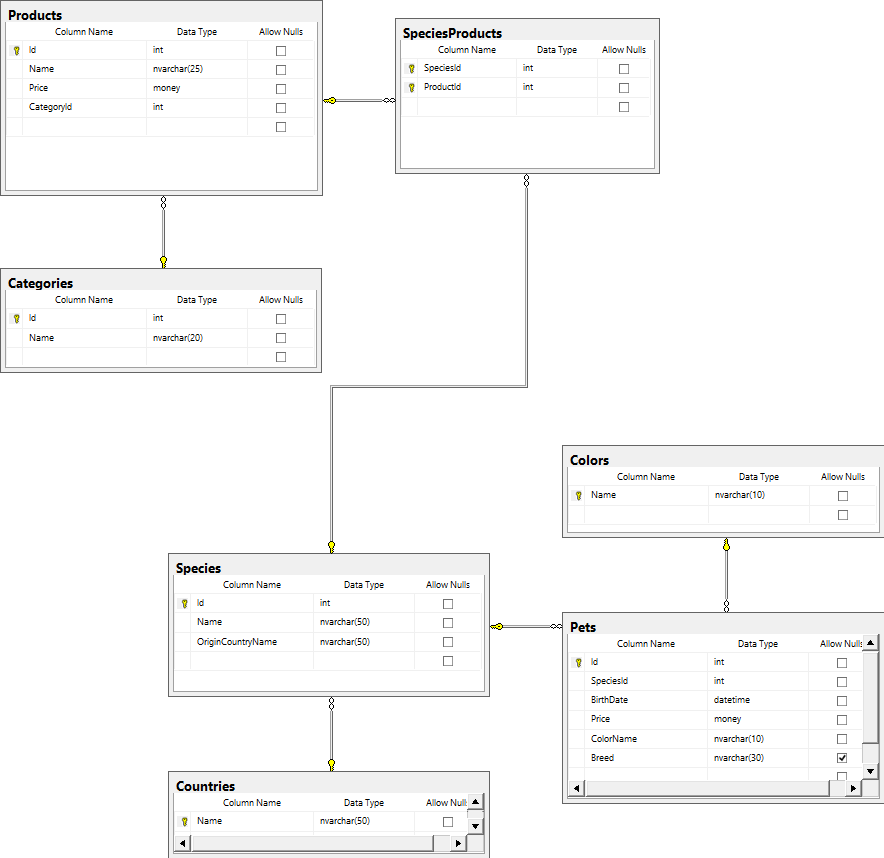 Products
Column Name Data Type Allow Nulls
Id int
Name nvarchar(25)
Price money
CategoryId int
SpeciesProducts
Column Name Data Type Allow Nulls
SpeciesId int
ProductId int
Categories
Column Name Data Type Allow Nulls
Id int
Name nvarchar(20)
Colors
Column Name Data Type Allow Nulls
Name nvarchar(10)
Species
Column Name Data Type Allow Nulls
Id int
Name nvarchar(50)
OriginCountryName nvarchar(50)
Pets
Column Name Data Type Allow Nulls
Id int
SpeciesId int
BirthDate datetime
Price money
ColorName nvarchar(10)
Breed nvarchar(30)
Countries
Column Name Data Type Allow Nulls
Name nvarchar(50)